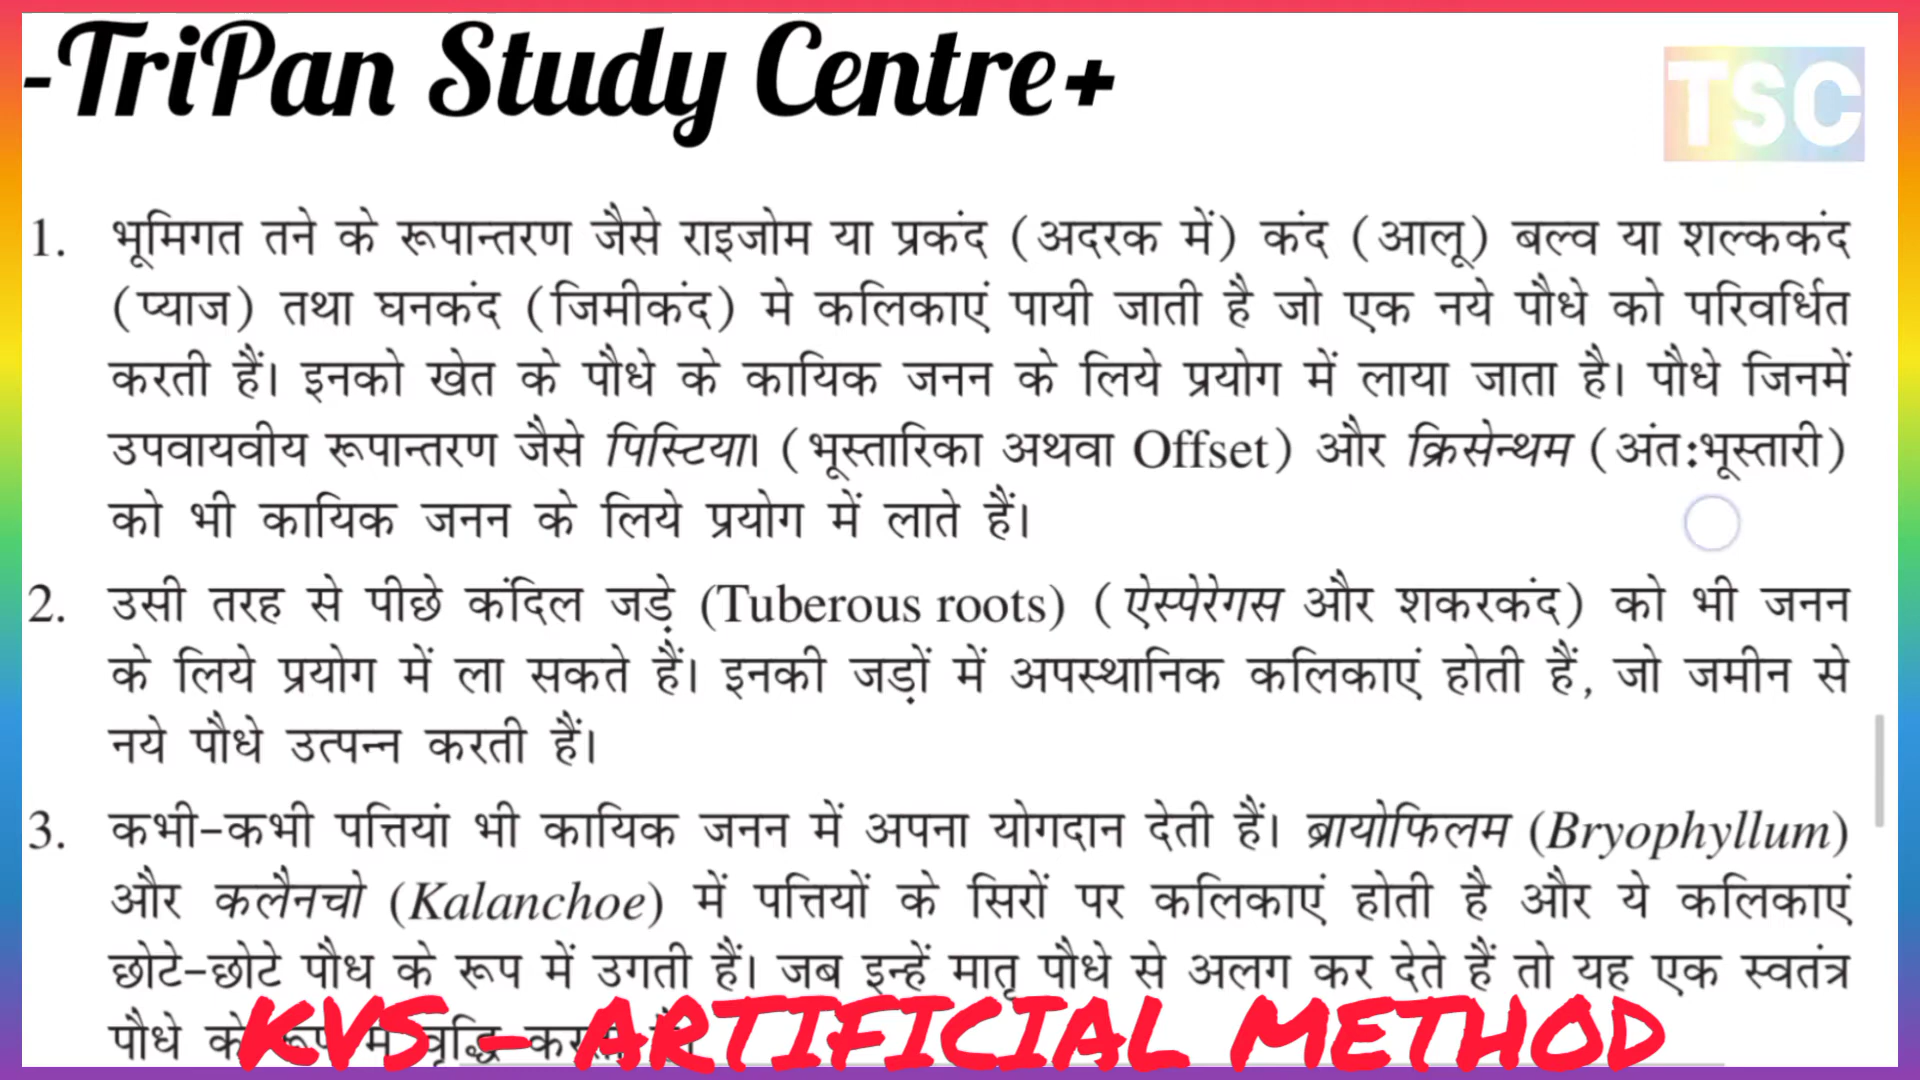 -TriPan Study Centre+
TSC
1. भूमिगत तने के रूपान्तरण जैसे राइजोम या प्रकंद (अदरक में) कंद (आलू) बल्व या शल्ककंद
(प्याज) तथा घनकंद (जिमीकंद) मे कलिकाएं पायी जाती है जो एक नये पौधे को परिवर्धित
करती हैं। इनको खेत के पौधे के कायिक जनन के लिये प्रयोग में लाया जाता है। पौधे जिनमें
उपवायवीय रूपान्तरण जैसे पिस्टिया। (भूस्तारिका अथवा Offset) और क्रिसेन्थम (अंत:भूस्तारी)
को भी कायिक जनन के लिये प्रयोग में लाते हैं।
2. उसी तरह से पीछे कंदिल जड़े (Tuberous roots) (ऐस्पेरेगस और शकरकंद) को भी जनन
के लिये प्रयोग में ला सकते हैं। इनकी जड़ों में अपस्थानिक कलिकाएं होती हैं, जो जमीन से
नये पौधे उत्पन्न करती हैं।
3. कभी-कभी पत्तियां भी कायिक जनन में अपना योगदान देती हैं। ब्रायोफिलम (Bryophyllum)
और कलैनचो (Kalanchoe) में पत्तियों के सिरों पर कलिकाएं होती है और ये कलिकाएं
छोटे-छोटे पौध के रूप में उगती हैं। जब इन्हें मातृ पौधे से अलग कर देते हैं तो यह एक स्वतंत्र
पौधे के रूप में वृद्धि
KVS - ARTIFICIAL METHOD